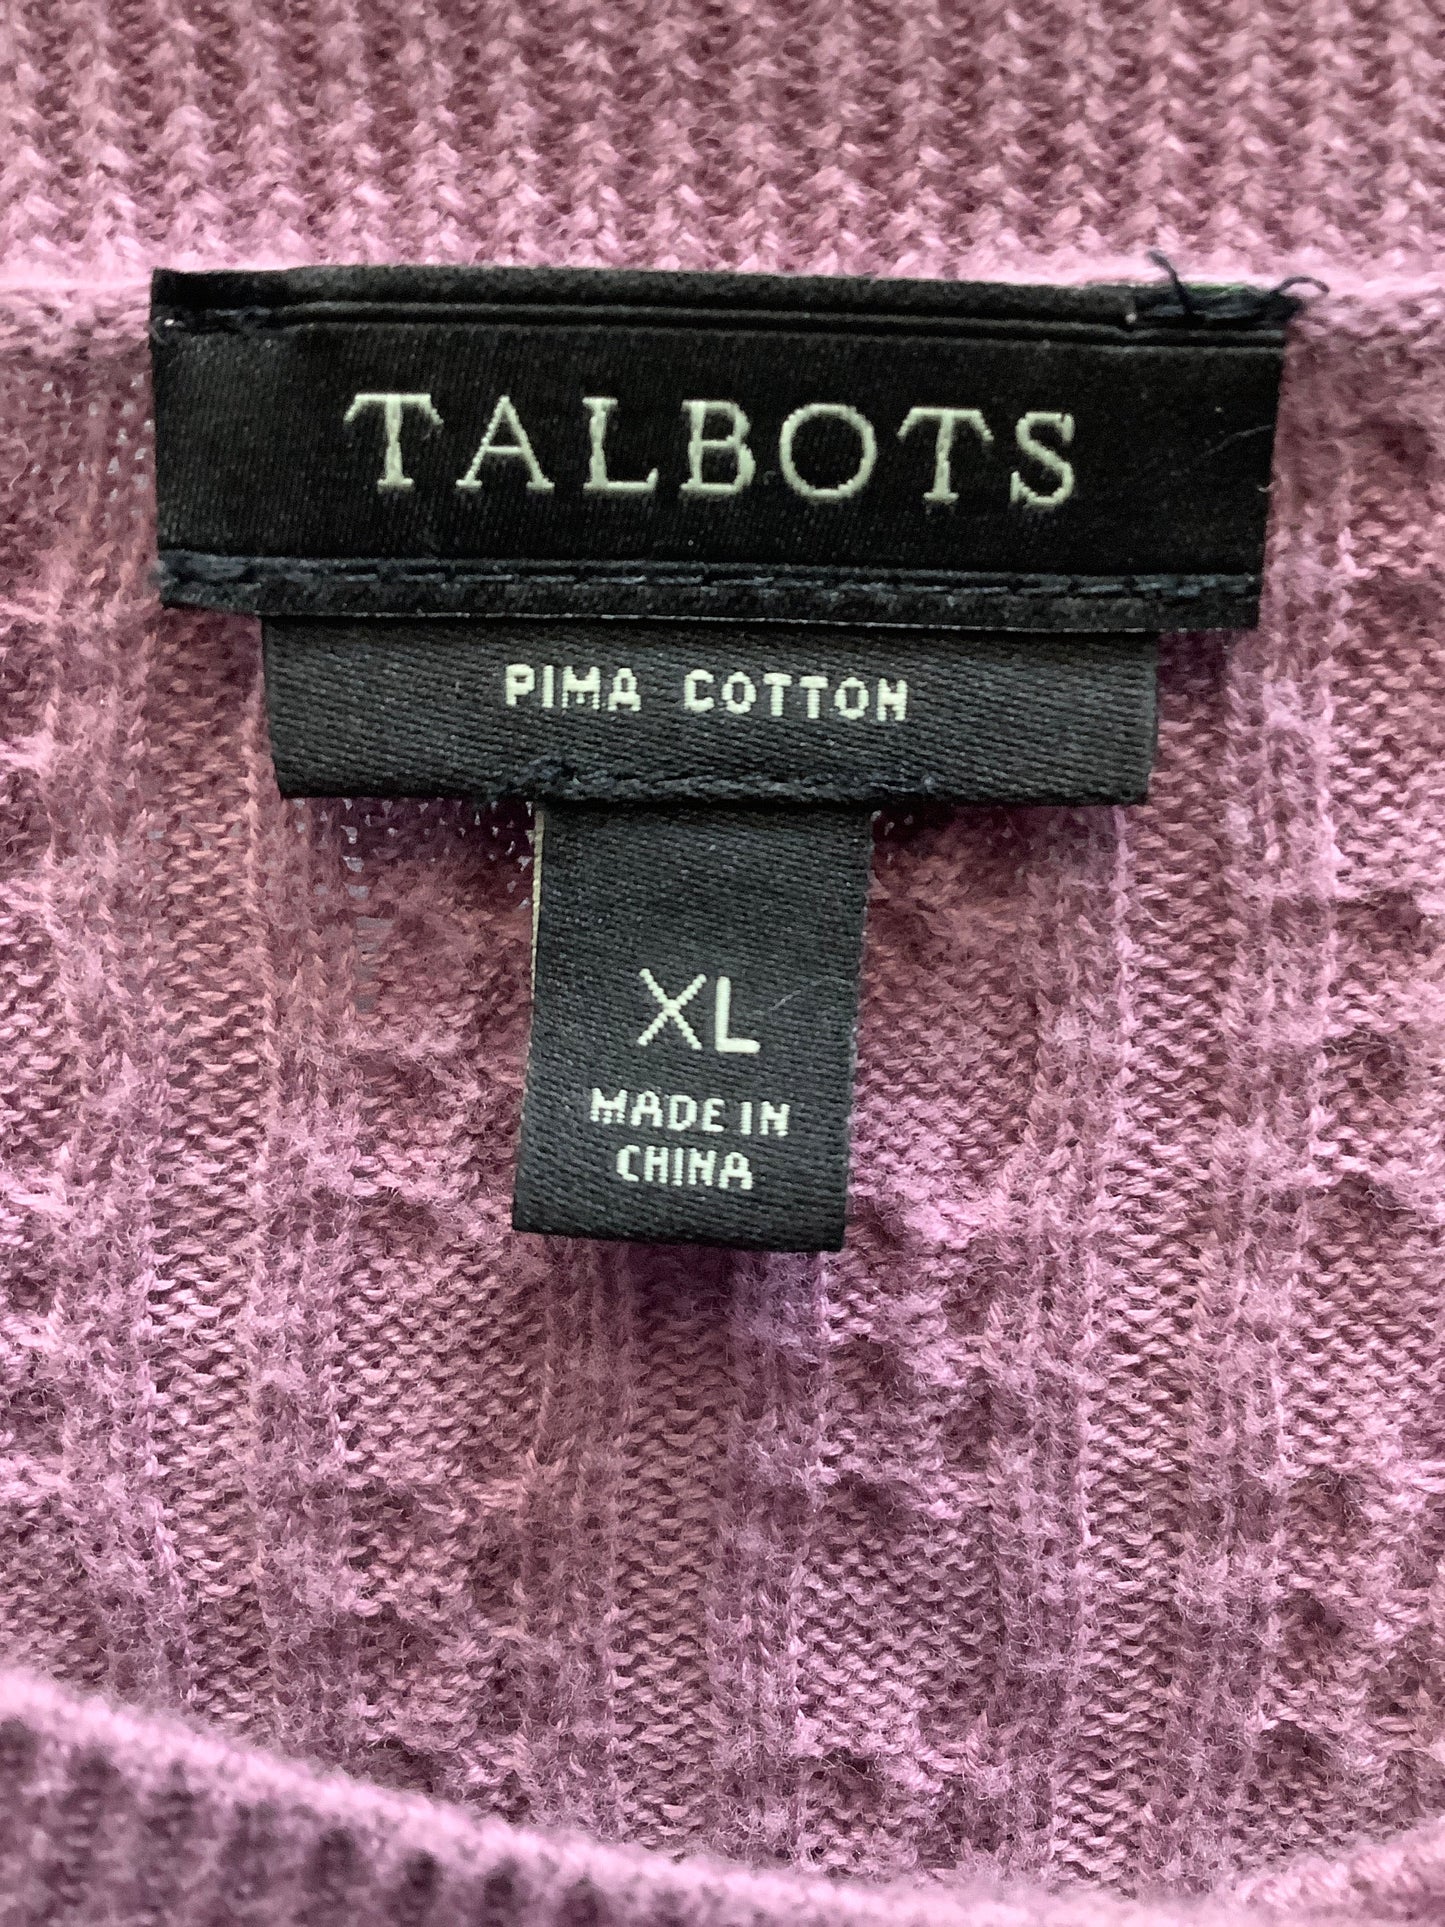 TALBOTS
PIMA COTTON
XL
MADE IN
CHINA